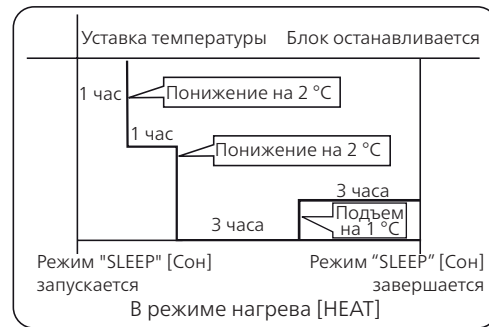 Уставка температуры Блок останавливается
1 час
Понижение на 2 °C
1 час
Понижение на 2 °C
3 часа
3 часа
Подъем
на 1 °C
Режим "SLEEP" [Сон]
запускается
Режим “SLEEP” [Сон]
завершается
В режиме нагрева [HEAT]